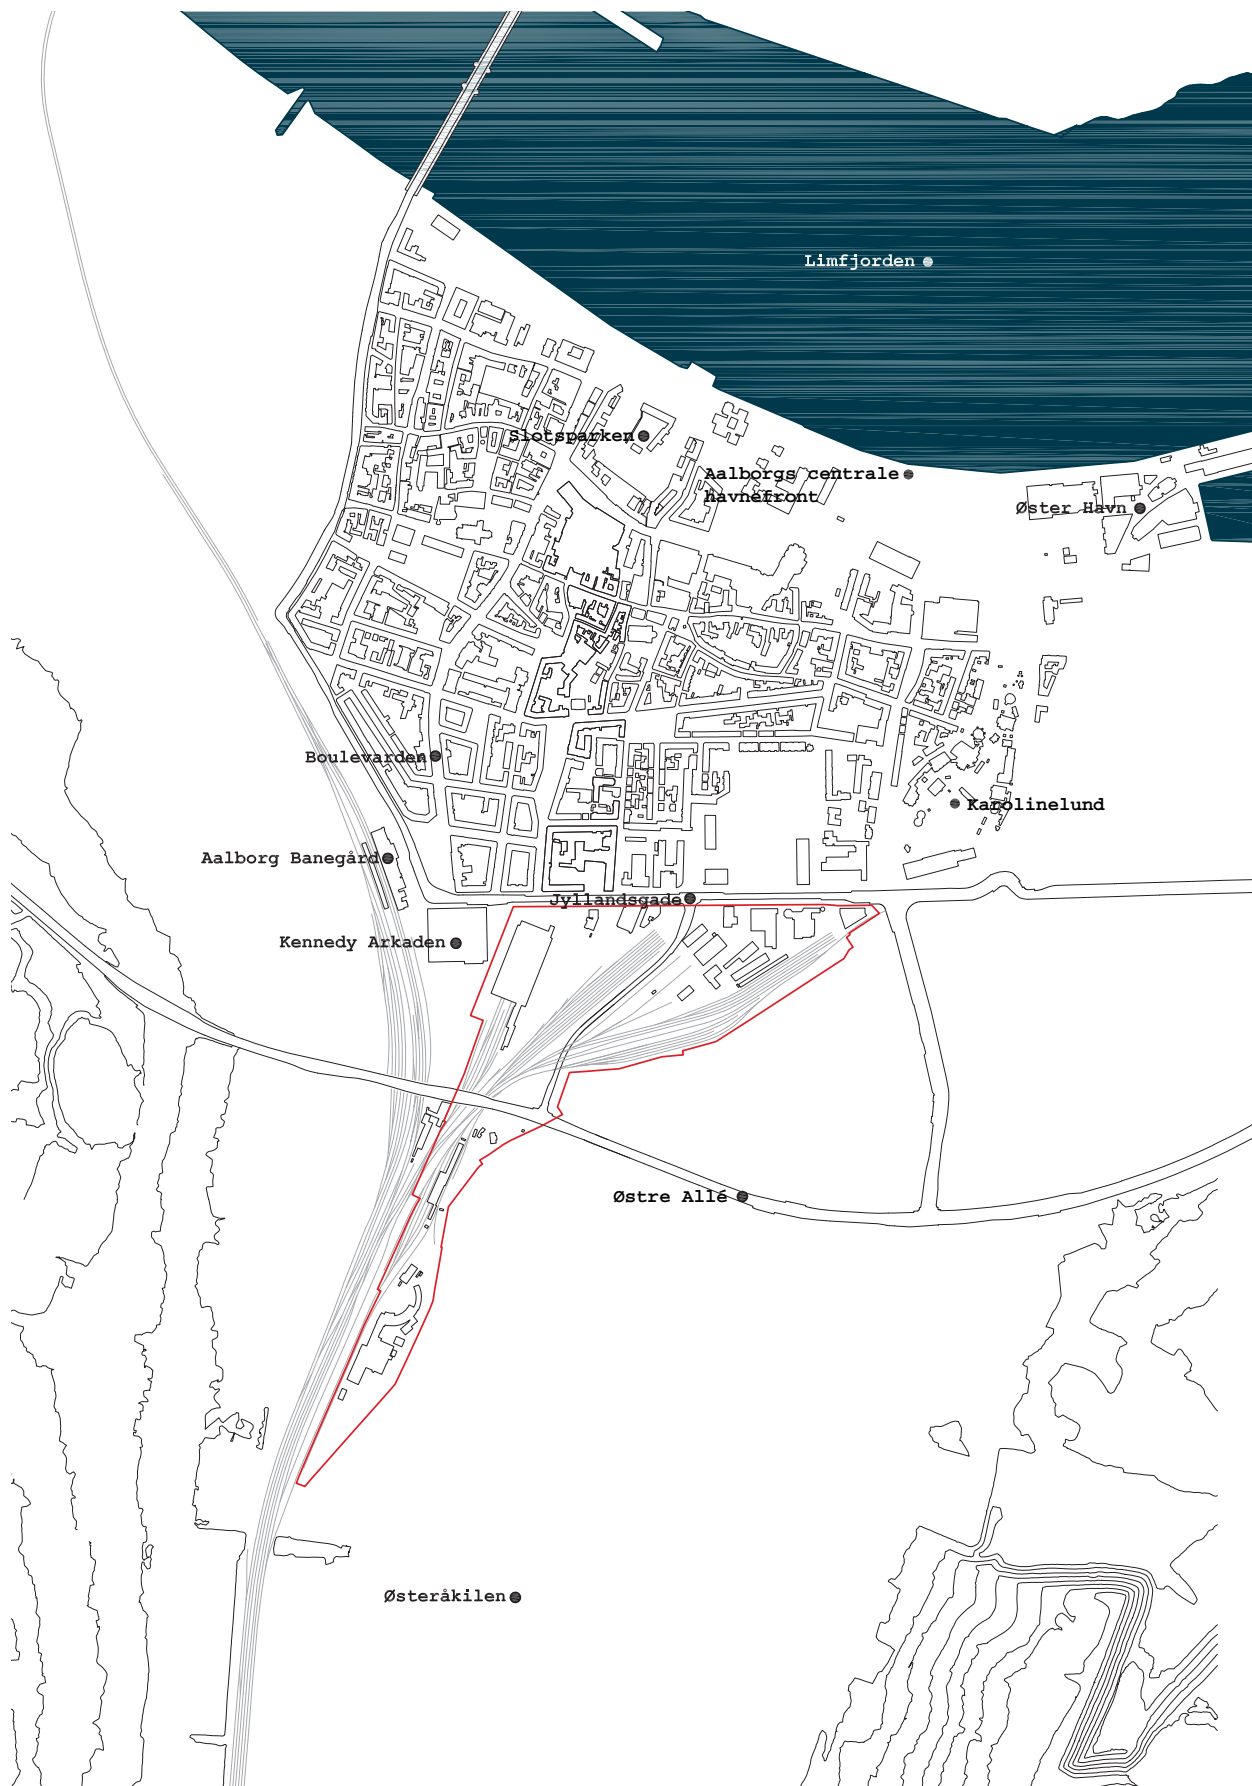 Limfjorden
Slotsparken
Aalborgs centrale
havnefront
Øster Havn
Boulevarden
Karolinelund
Aalborg Banegård
Jyllandsgade
Kennedy Arkaden
Østre Allé
Østeråkilen